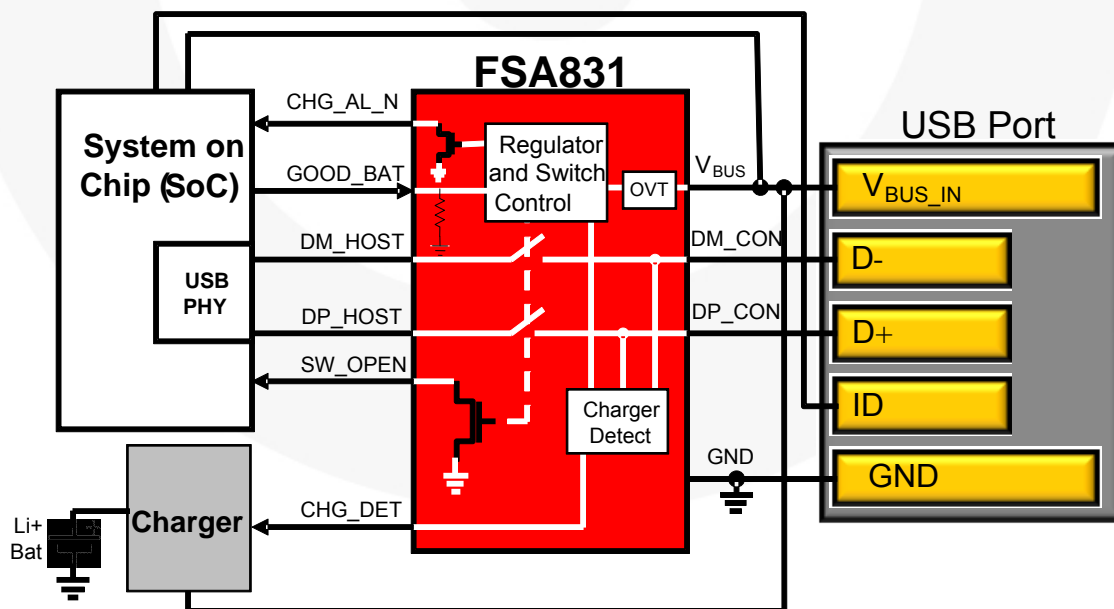 FSA831
System on
Chip (SoC)
USB
PHY
CHG_AL_N
GOOD_BAT
DM_HOST
DP_HOST
SW_OPEN
CHG_DET
Regulator
and Switch
Control
OVT
Charger
Detect
VBUS
DM_CON
DP_CON
GND
USB Port
VBUS_IN
D-
D+
ID
GND
Charger
Li+
Bat